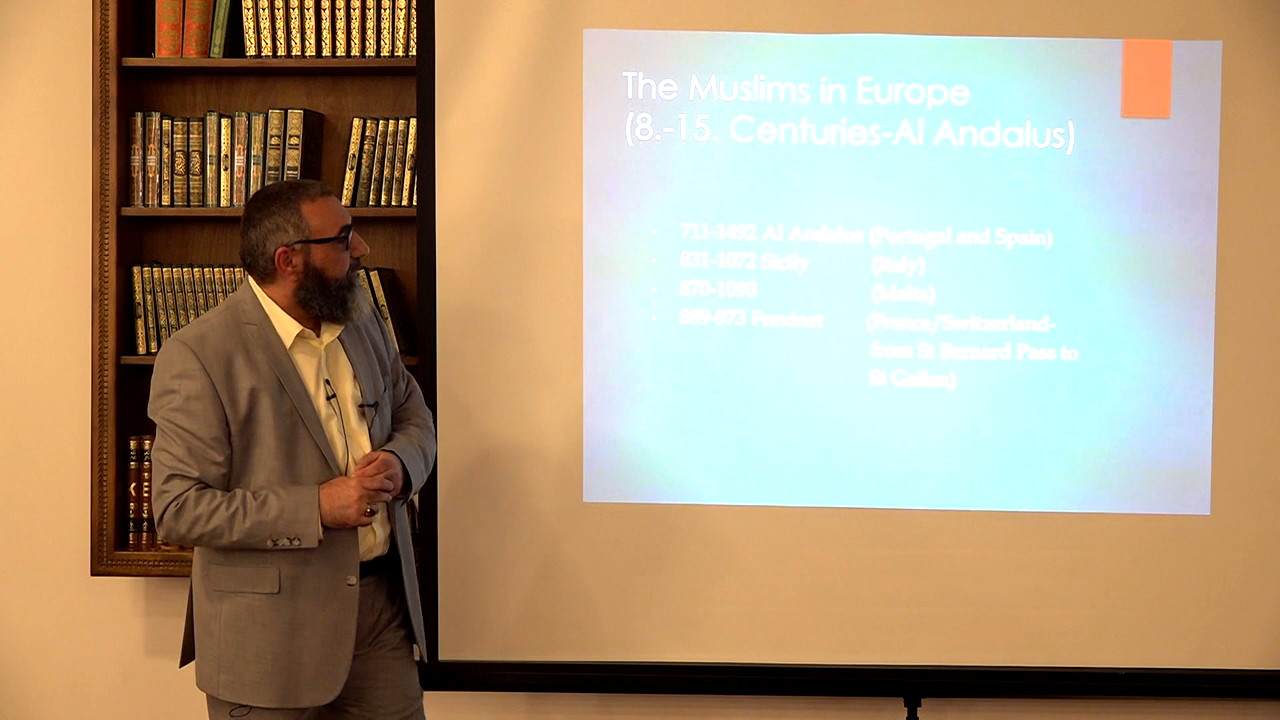 The Muslims in Europe
(8.-15. Centuries-Al Andalus)
• 711-1492 Al Andalus (Portugal and Spain)
• 831-1072 Sicily (Italy)
• 870-1090 (Malta)
• 889-973 Fraxinet (France/Switzerland-
from St Bernard Pass to
St Gallen)